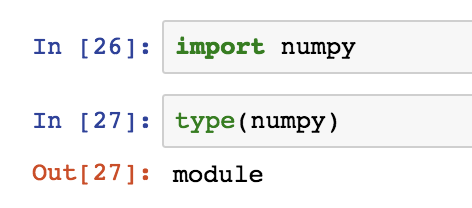 In [26]: import numpy
In [27]: type(numpy)
Out[27]: module